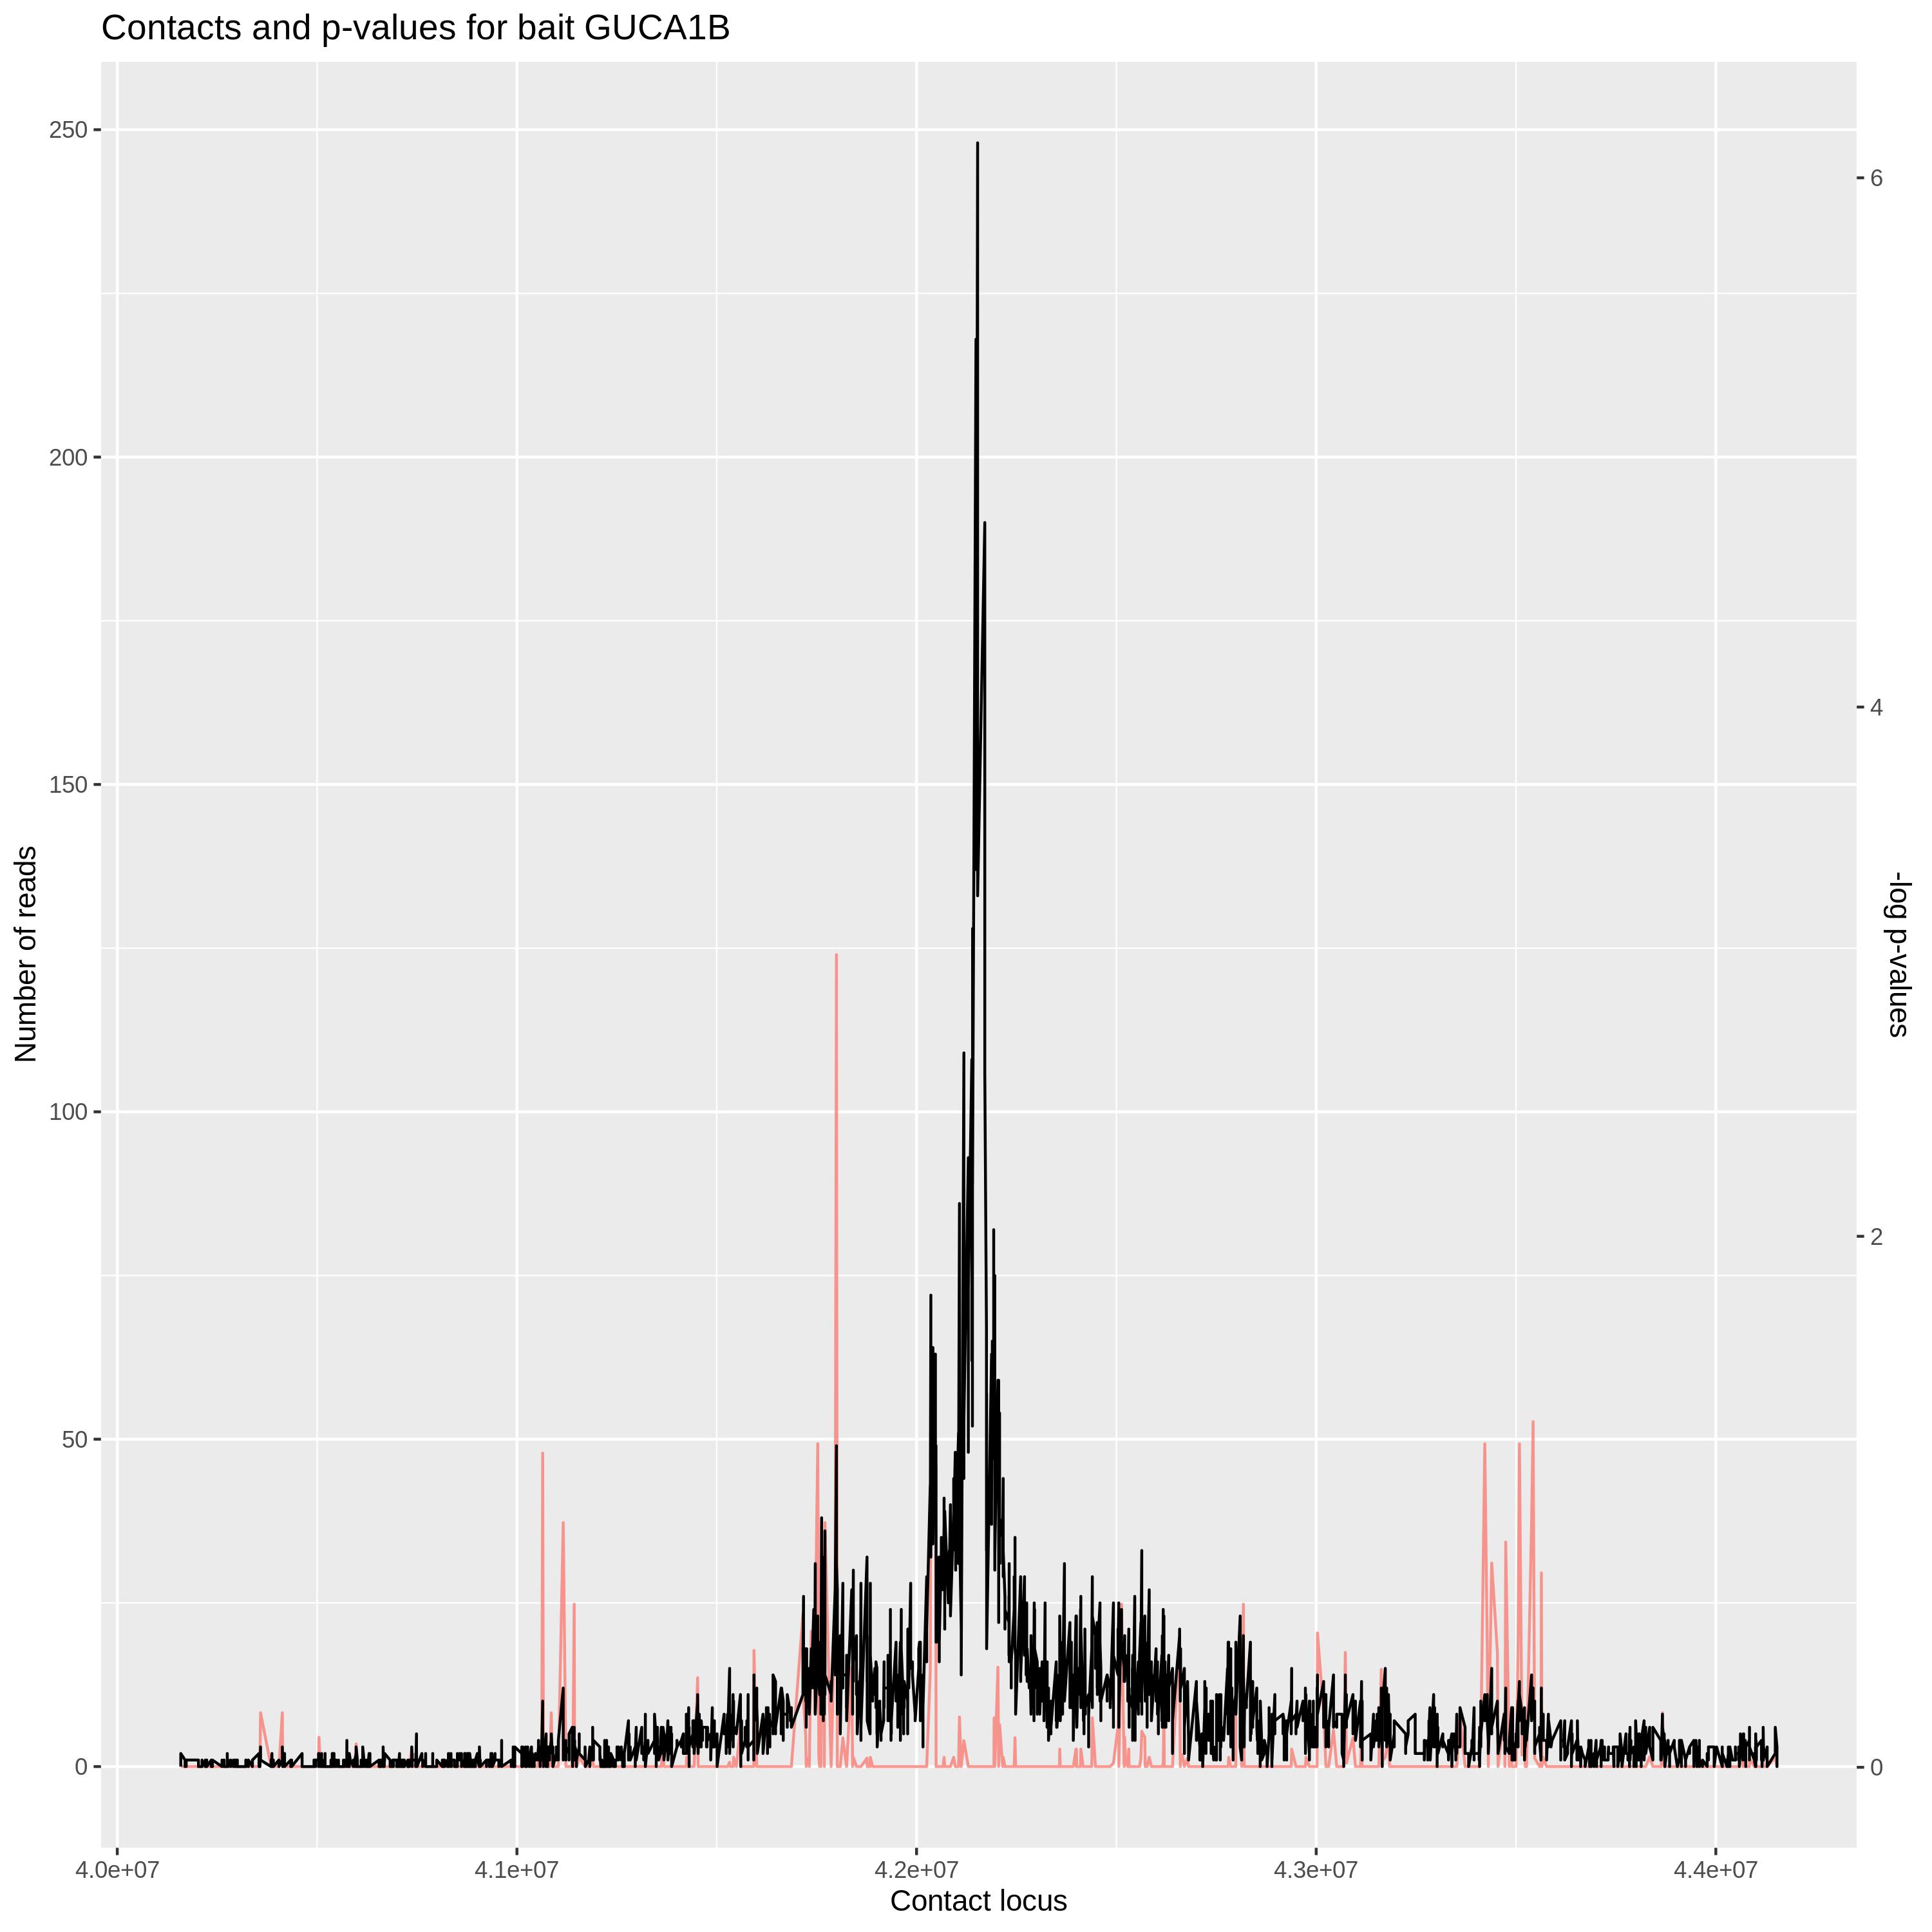 Contacts and p-values for bait GUCA1B
250
200
150
100
50
0
Number of reads
6
4
2
0
-log p-values
4.0e+07
4.1e+07
4.2e+07
4.3e+07
4.4e+07
Contact locus